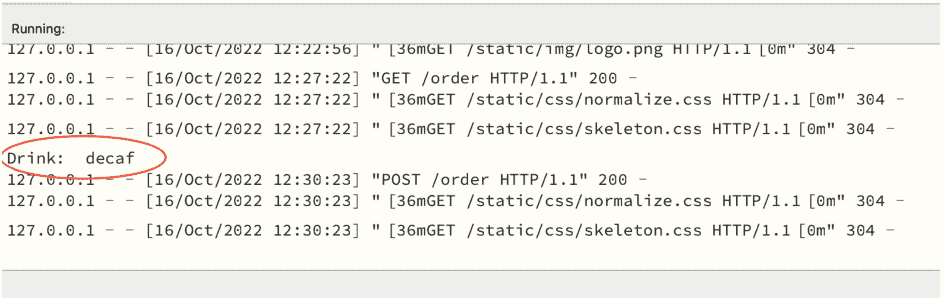 Running:
127.0.0.1 - - [16/Oct/2022 12:22:56] " [36mGET /static/img/logo.png HTTP/1.1 [0m" 304 -
127.0.0.1 - - [16/Oct/2022 12:27:22] "GET /order HTTP/1.1" 200 -
127.0.0.1 - - [16/Oct/2022 12:27:22] " [36mGET /static/css/normalize.css HTTP/1.1 [0m" 304 -
127.0.0.1 - - [16/Oct/2022 12:27:22] " [36mGET /static/css/skeleton.css HTTP/1.1 [0m" 304 -
Drink:  decaf
127.0.0.1 - - [16/Oct/2022 12:30:23] "POST /order HTTP/1.1" 200 -
127.0.0.1 - - [16/Oct/2022 12:30:23] " [36mGET /static/css/normalize.css HTTP/1.1 [0m" 304 -
127.0.0.1 - - [16/Oct/2022 12:30:23] " [36mGET /static/css/skeleton.css HTTP/1.1 [0m" 304 -